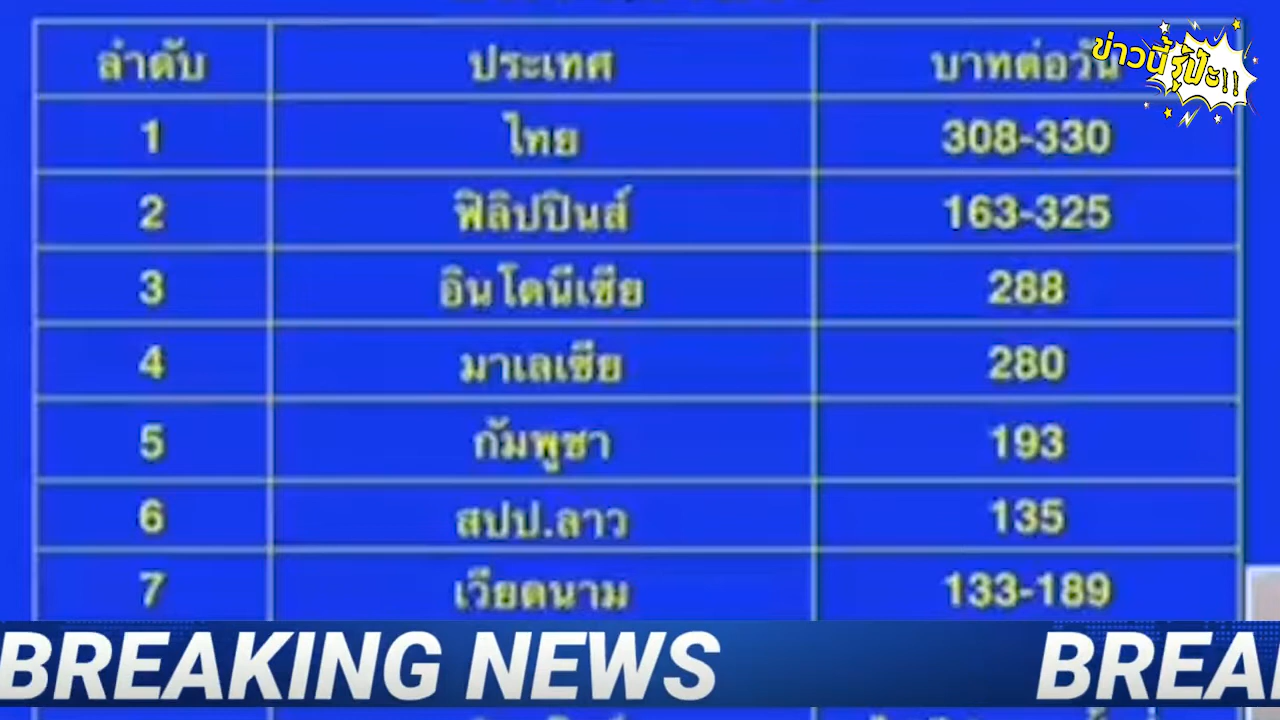 ลำดับ ประเทศ บาทต่อวัน
ข่าวนี้รู้ป่ะ!!
1 ไทย 308-330
2 ฟิลิปปินส์ 163-325
3 อินโดนีเซีย 288
4 มาเลเซีย 280
5 กัมพูชา 193
6 สปป.ลาว 135
7 เวียดนาม 133-189
BREAKING NEWS BREA